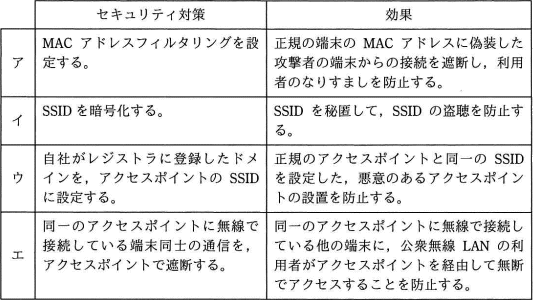 セキュリティ対策 効果
ア
MAC アドレスフィルタリングを設
定する。
正規の端末の MAC アドレスに偽装した
攻撃者の端末からの接続を遮断し，利用
者のなりすましを防止する。
イ
SSID を暗号化する。
SSID を秘匿して，SSID の盗聴を防止す
る。
ウ
自社がレジストラに登録したドメ
インを，アクセスポイントの SSID
に設定する。
正規のアクセスポイントと同一の SSID
を設定した，悪意のあるアクセスポイン
トの設置を防止する。
エ
同一のアクセスポイントに無線で
接続している端末同士の通信を，
アクセスポイントで遮断する。
同一のアクセスポイントに無線で接続し
ている他の端末に，公衆無線 LAN の利
用者がアクセスポイントを経由して無断
でアクセスすることを防止する。